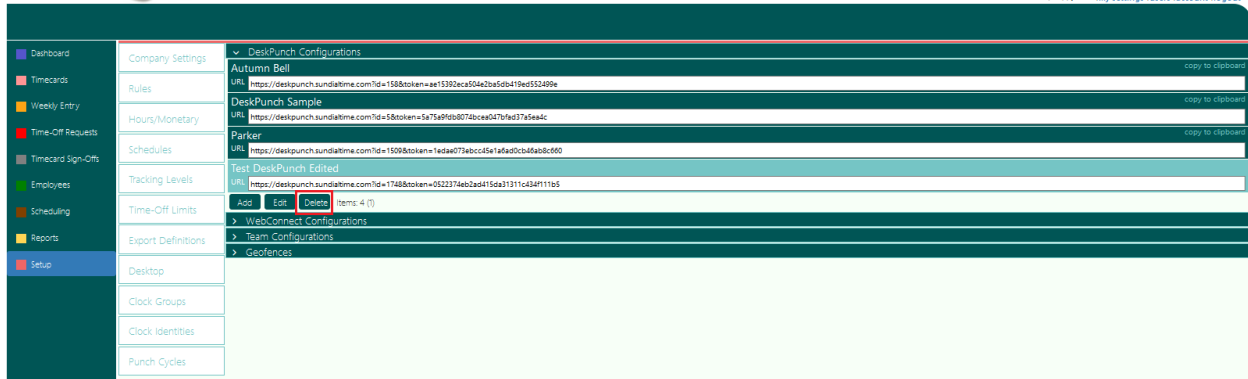 Dashboard
Timecards
Weekly Entry
Time-Off Requests
Timecard Sign-Offs
Employees
Scheduling
Reports
Setup
Company Settings
Rules
Hours/Monetary
Schedules
Tracking Levels
Time-Off Limits
Export Definitions
Desktop
Clock Groups
Clock Identities
Punch Cycles
DeskPunch Configurations
Autumn Bell copy to clipboard
URL https://deskpunch.sundialtime.com?id=158&token=ae15392eca504e2ba5db419ed552499e
DeskPunch Sample copy to clipboard
URL https://deskpunch.sundialtime.com?id=5&token=5a75a9fdb8074bcea047bfad37a5ea4c
Parker copy to clipboard
URL https://deskpunch.sundialtime.com?id=1509&token=1edae073ebcc45e1a6ad0cb46ab8c660
Test DeskPunch Edited
URL https://deskpunch.sundialtime.com?id=1748&token=0522374eb2ad415da31311c434f111b5
Add Edit Delete Items: 4 (1)
WebConnect Configurations
Team Configurations
Geofences